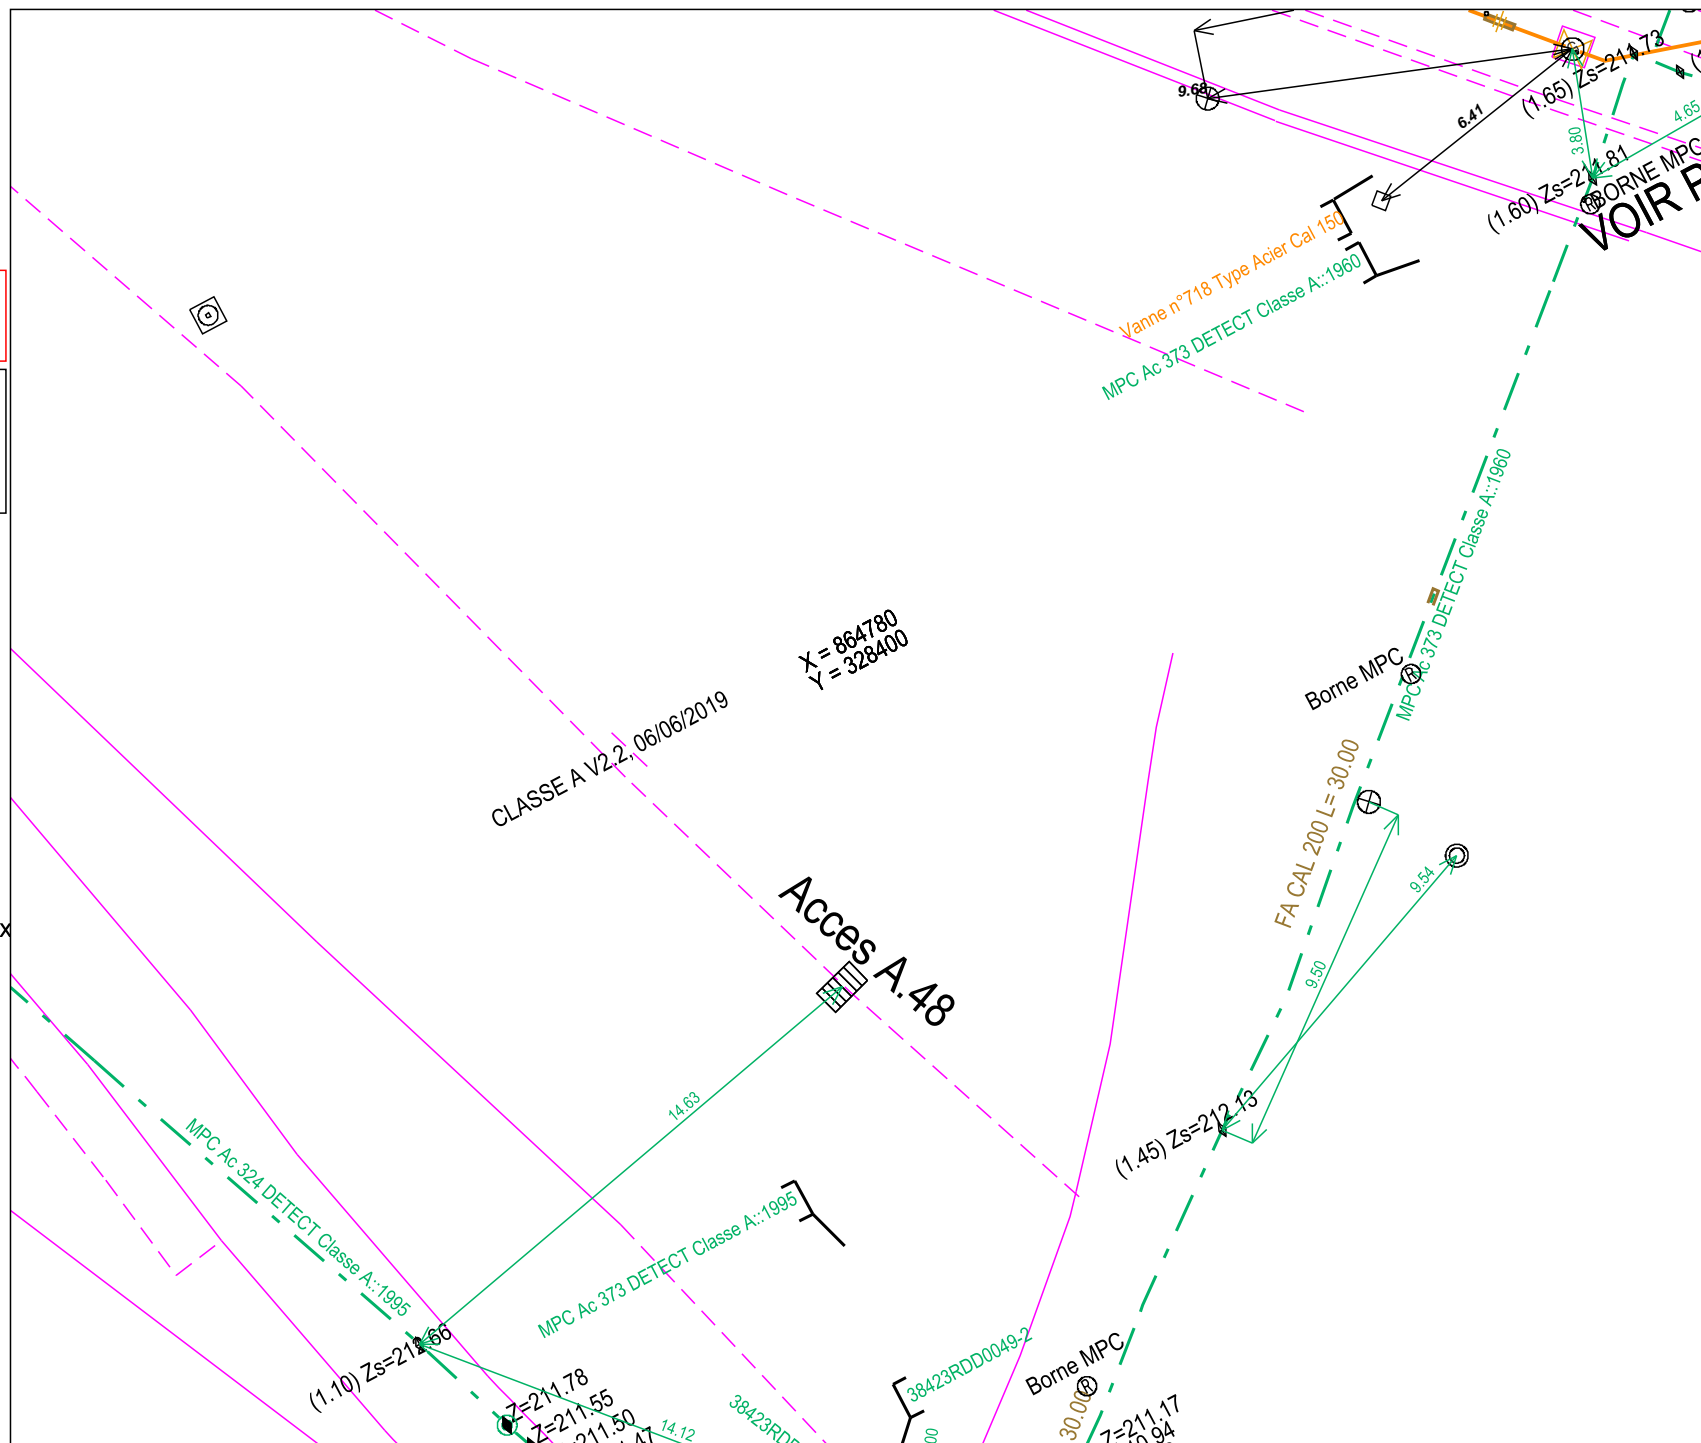 9.68
6.41
(1.65) Zs=211.73
3.80
4.65
(1.60) Zs=211.81
BORNE MPC
VOIR
Vanne n°718 Type Acier Cal 150
MPC Ac 373 DETECT Classe A::1960
MPC Ac 373 DETECT Classe A::1960
X = 864780
Y = 328400
Borne MPC
R
CLASSE A V2.2, 06/06/2019
FA CAL 200 L= 30.00
Acces A.48
9.54
9.50
14.63
(1.45) Zs=212.13
MPC Ac 324 DETECT Classe A::1995
MPC Ac 373 DETECT Classe A::1995
(1.10) Zs=212.66
38423RDD0049-2
Borne MPC
R
Z=211.78
Z=211.55
211.50
14.12
30.00
Z=211.17